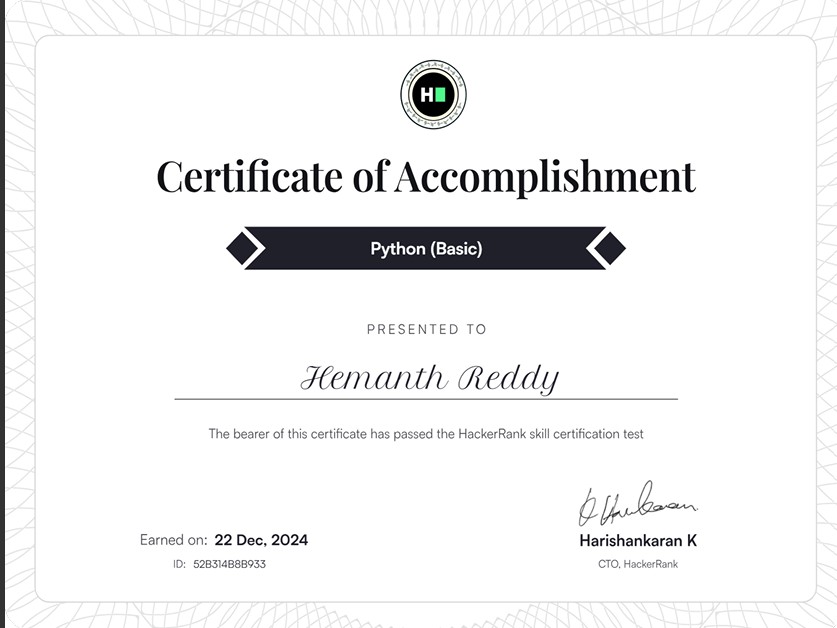 H
Certificate of Accomplishment
Python (Basic)
PRESENTED TO
Hemanth Reddy
The bearer of this certificate has passed the HackerRank skill certification test
Earned on: 22 Dec, 2024
ID: 52B314B8B933
Harishankaran K
CTO, HackerRank